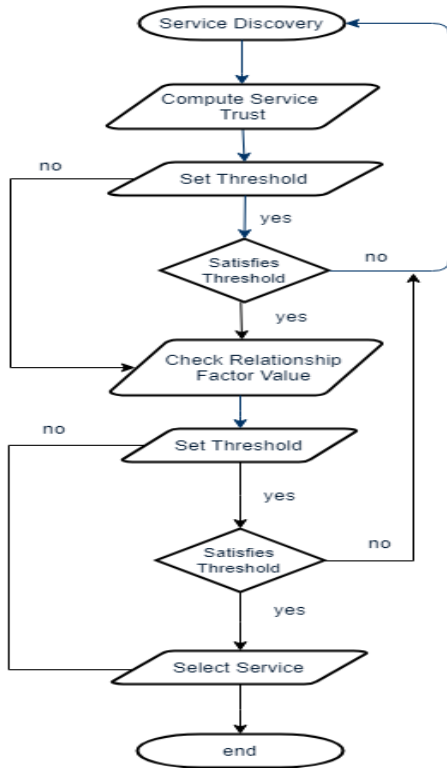 Service Discovery
Compute Service
Trust
no
Set Threshold
yes
Satisfies
Threshold
no
yes
Check Relationship
Factor Value
no
Set Threshold
yes
Satisfies
Threshold
no
yes
Select Service
end